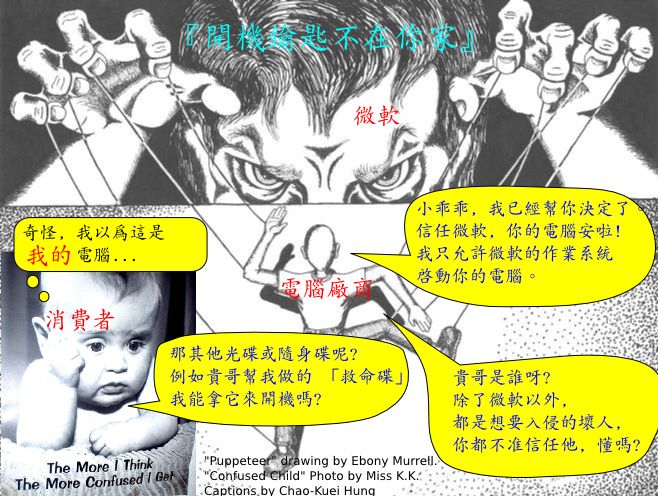 『開機鑰匙不在你家』
微軟
小乖乖，我已經幫你決定了。
信任微軟，你的電腦妥啦!
我只允許微軟的作業系統
啓動你的電腦。
奇怪，我以爲這是
我的 電腦...
電腦廠商
消費者
那其他光碟或隨身碟呢?
例如貴哥幫我做的 「救命碟」
我能拿它來開機嗎?
貴哥是誰呀?
除了微軟以外，
都是想要入侵的壞人，
你都不准信任他，懂嗎?
The More I Think
The More Confused I Get
"Puppeteer" drawing by Ebony Murrell.
"Confused Child" Photo by Miss K.K.
Captions by Chao-Kuei Hung